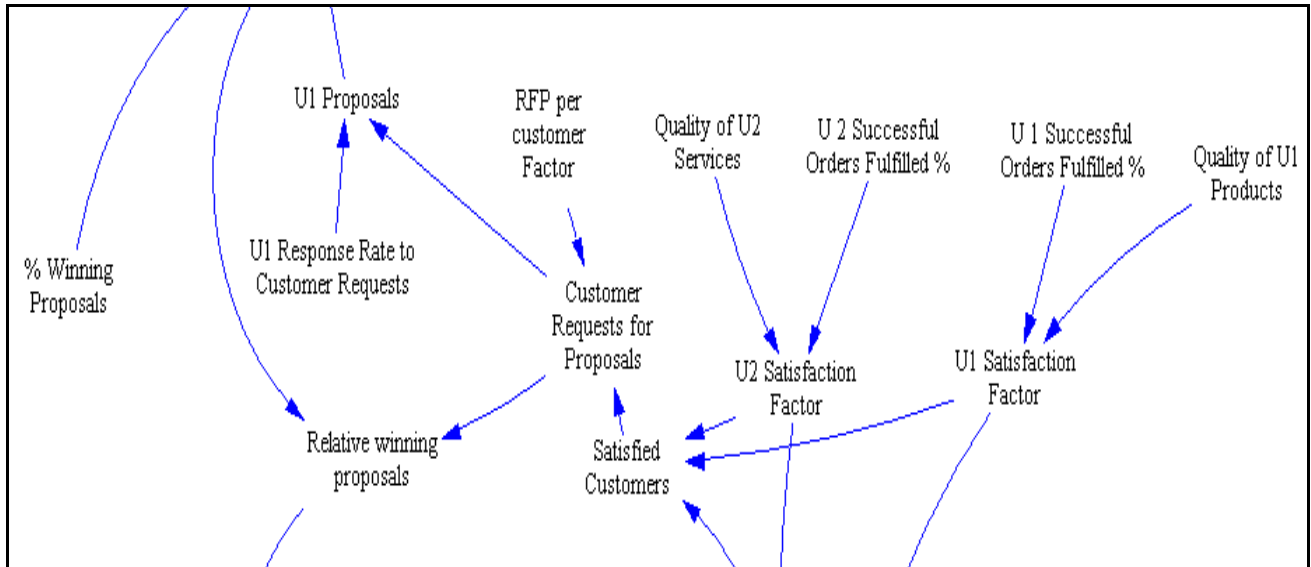 U1 Proposals
RFP per
customer
Factor
Quality of U2
Services
U 2 Successful
Orders Fulfilled %
U 1 Successful
Orders Fulfilled %
Quality of U1
Products
% Winning
Proposals
U1 Response Rate to
Customer Requests
Customer
Requests for
Proposals
U2 Satisfaction
Factor
U1 Satisfaction
Factor
Relative winning
proposals
Satisfied
Customers